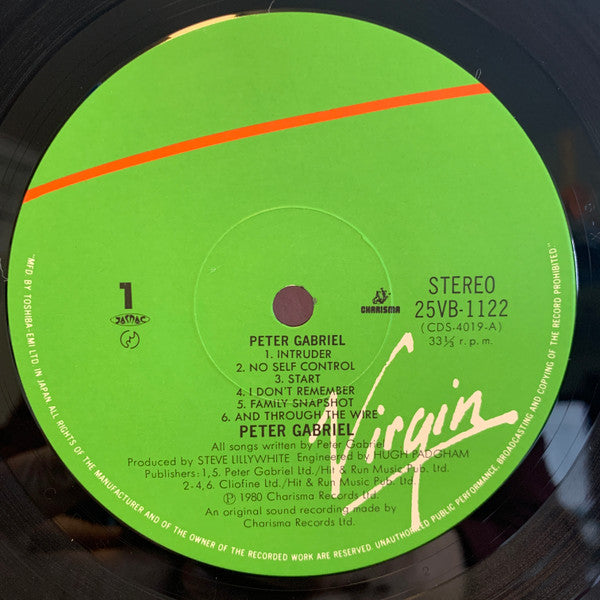 1
JASRAC
CHARISMA
STEREO
25VB-1122
(CDS-4019-A)
33⅓ r.p.m.
PETER GABRIEL
1. INTRUDER
2. NO SELF CONTROL
3. START
4. I DON'T REMEMBER
5. FAMILY SNAPSHOT
6. AND THROUGH THE WIRE
PETER GABRIEL
Virgin
All songs written by Peter Gabriel
Produced by STEVE LILLYWHITE Engineered by HUGH PADGHAM
Publishers: 1,5. Peter Gabriel Ltd./Hit & Run Music Pub. Ltd.
2-4,6. Cliofine Ltd./Hit & Run Music Pub. Ltd.
Ⓟ 1980 Charisma Records Ltd.
An original sound recording made by
Charisma Records Ltd.
"MFD. BY TOSHIBA-EMI LTD IN JAPAN ALL RIGHTS OF THE MANUFACTURER AND OF THE OWNER OF THE RECORDED WORK ARE RESERVED. UNAUTHORIZED PUBLIC PERFORMANCE, BROADCASTING AND COPYING OF THE RECORD PROHIBITED."